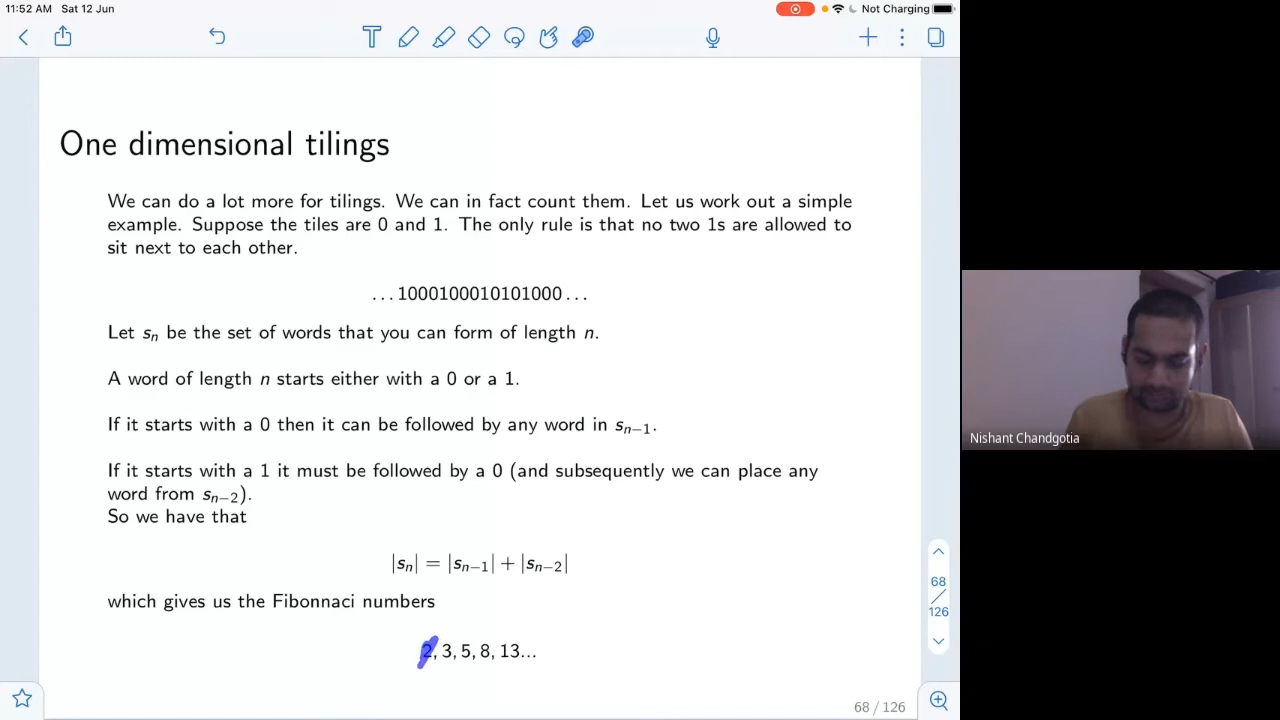 11:52 AM Sat 12 Jun
Not Charging
One dimensional tilings
We can do a lot more for tilings. We can in fact count them. Let us work out a simple
example. Suppose the tiles are 0 and 1. The only rule is that no two 1s are allowed to
sit next to each other.
...1000100010101000...
Let sₙ be the set of words that you can form of length n.
A word of length n starts either with a 0 or a 1.
If it starts with a 0 then it can be followed by any word in sₙ₋₁.
If it starts with a 1 it must be followed by a 0 (and subsequently we can place any
word from sₙ₋₂).
So we have that
|sₙ| = |sₙ₋₁| + |sₙ₋₂|
which gives us the Fibonnaci numbers
2, 3, 5, 8, 13...
68
/
126
68 / 126
Nishant Chandgotia